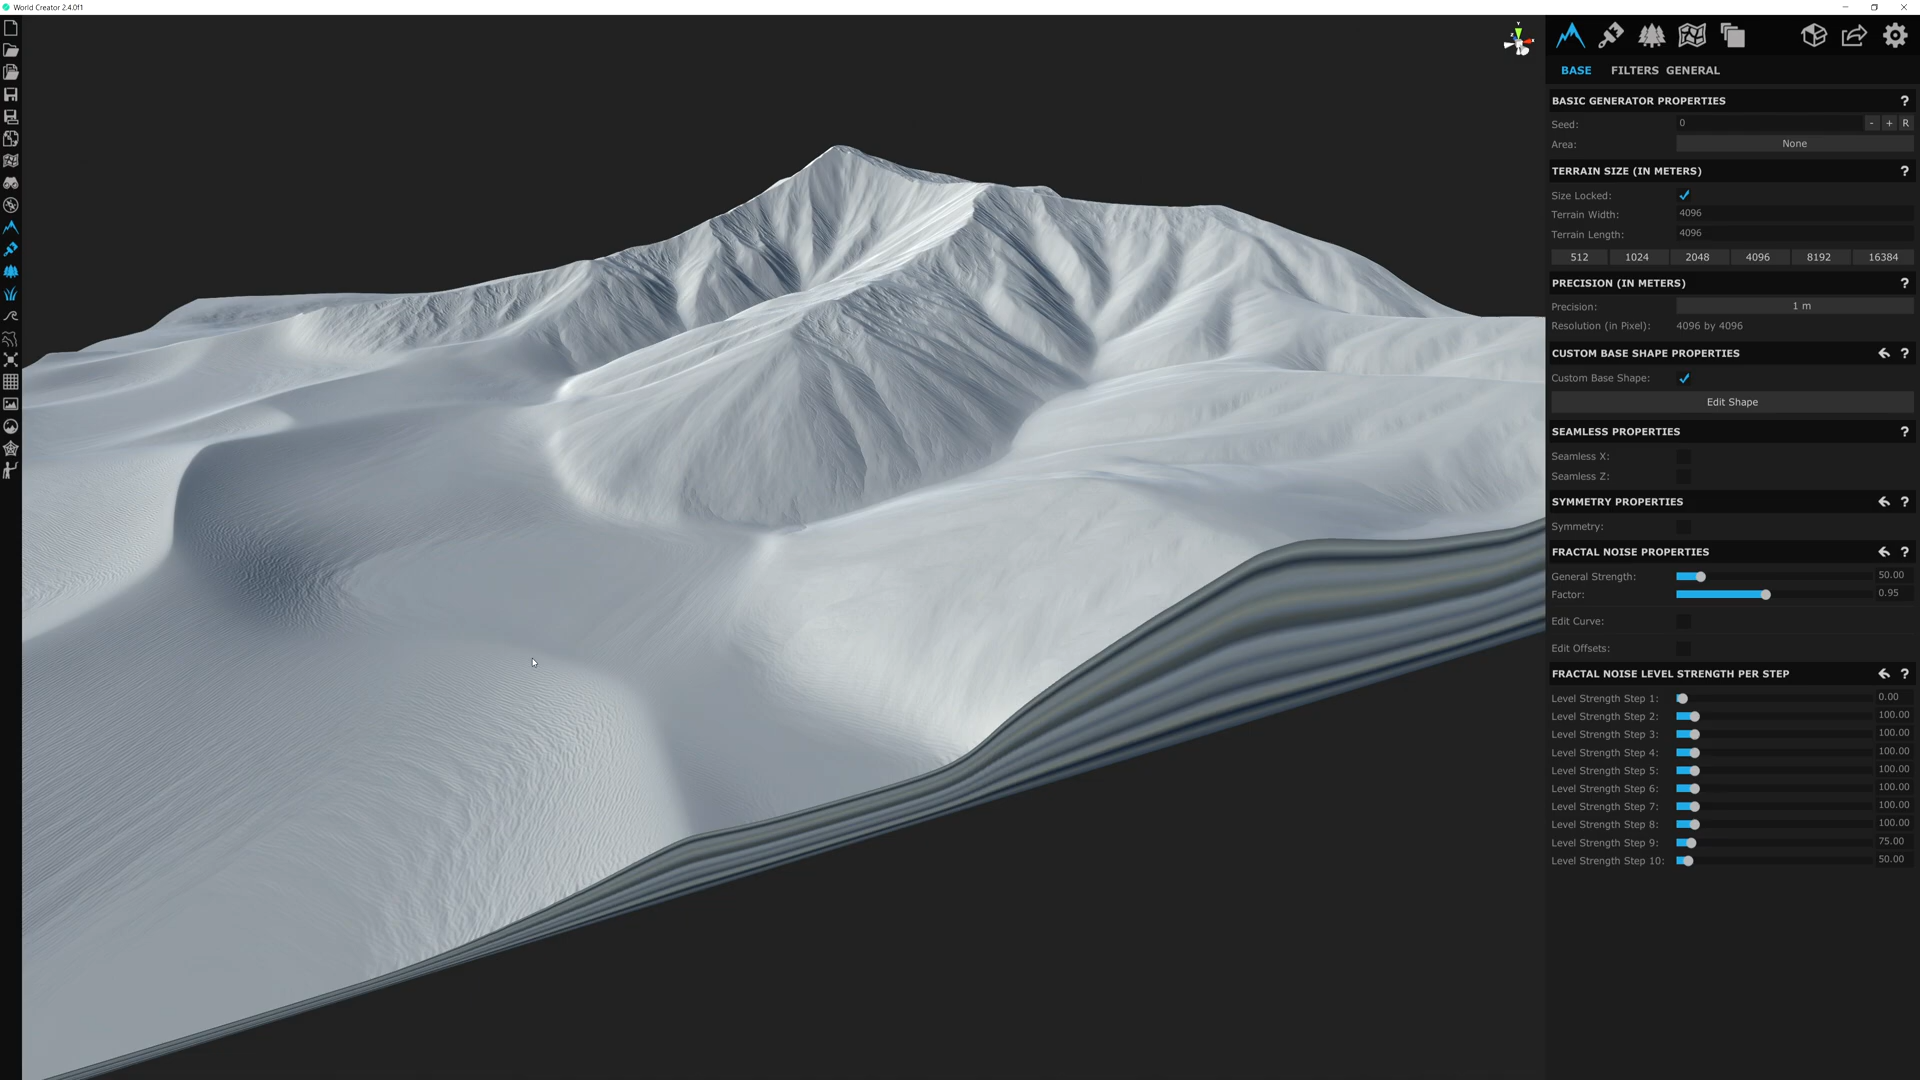 World Creator 2.4.0f1
BASE FILTERS GENERAL
BASIC GENERATOR PROPERTIES ?
Seed: 0 - + R
Area: None
TERRAIN SIZE (IN METERS) ?
Size Locked:
Terrain Width: 4096
Terrain Length: 4096
512 1024 2048 4096 8192 16384
PRECISION (IN METERS) ?
Precision: 1 m
Resolution (in Pixel): 4096 by 4096
CUSTOM BASE SHAPE PROPERTIES ?
Custom Base Shape:
Edit Shape
SEAMLESS PROPERTIES ?
Seamless X:
Seamless Z:
SYMMETRY PROPERTIES ?
Symmetry:
FRACTAL NOISE PROPERTIES ?
General Strength: 50.00
Factor: 0.95
Edit Curve:
Edit Offsets:
FRACTAL NOISE LEVEL STRENGTH PER STEP ?
Level Strength Step 1: 0.00
Level Strength Step 2: 100.00
Level Strength Step 3: 100.00
Level Strength Step 4: 100.00
Level Strength Step 5: 100.00
Level Strength Step 6: 100.00
Level Strength Step 7: 100.00
Level Strength Step 8: 100.00
Level Strength Step 9: 75.00
Level Strength Step 10: 50.00